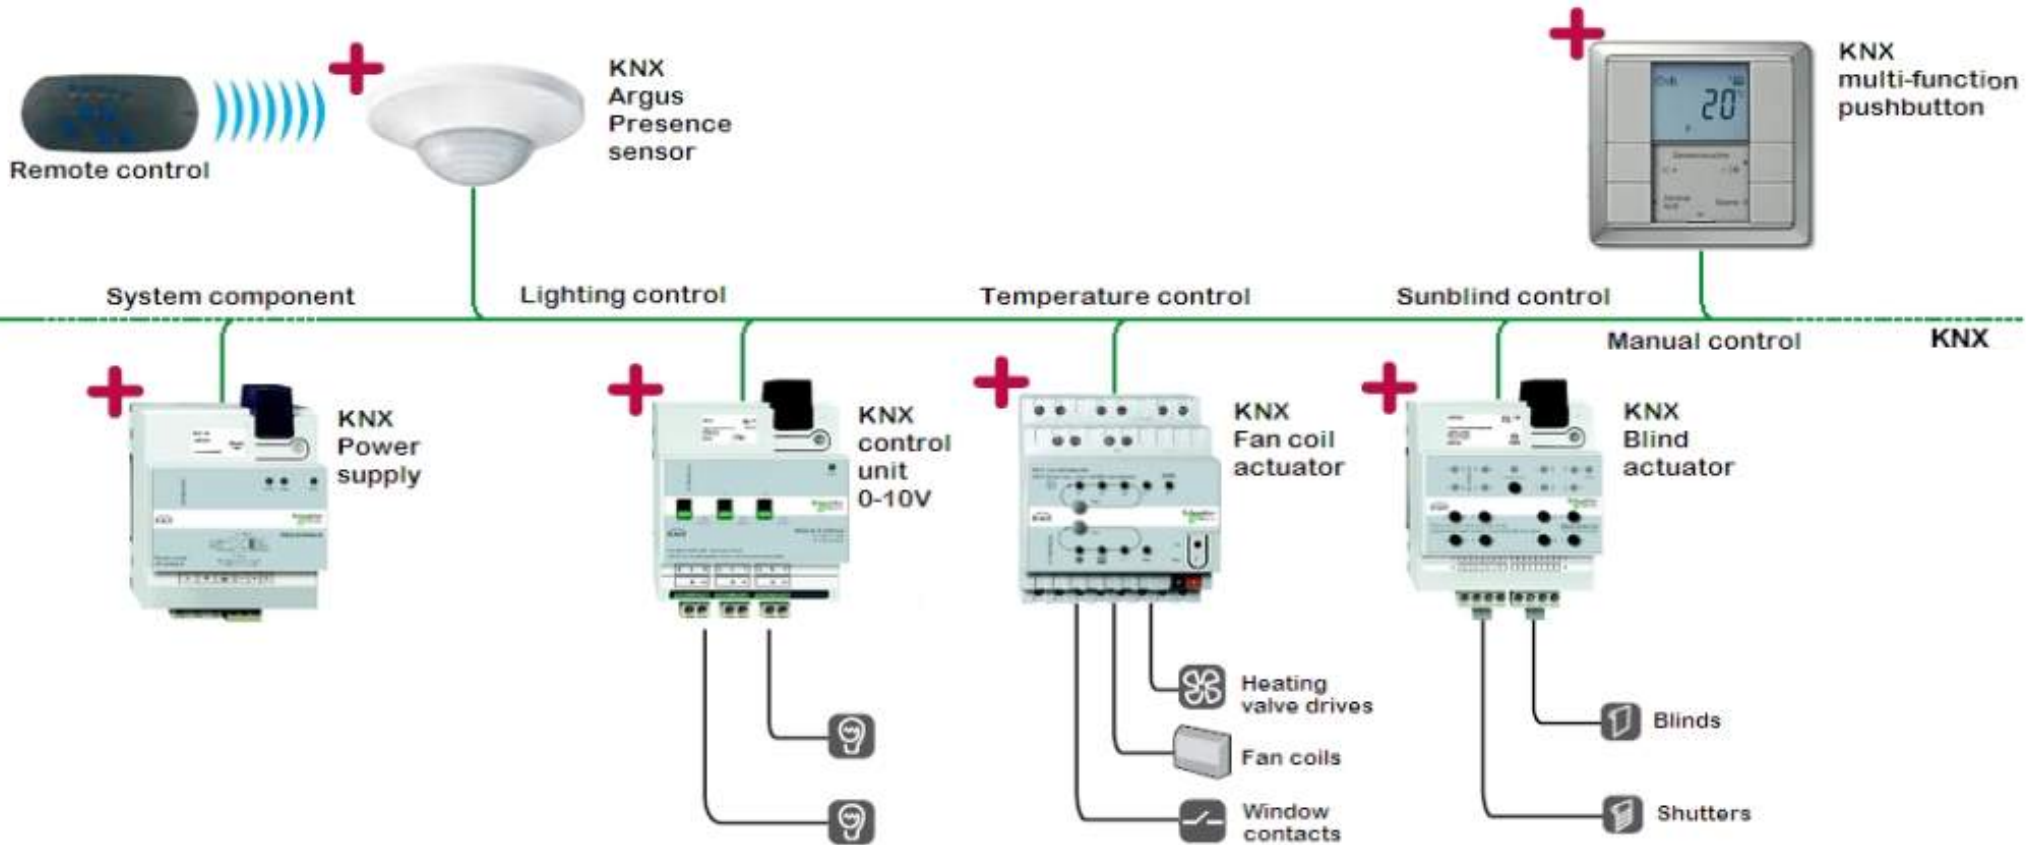 Remote control
KNX
Argus
Presence
sensor
20
KNX
multi-function
pushbutton
System component
Lighting control
Temperature control
Sunblind control
Manual control
KNX
KNX
Power
supply
KNX
control
unit
0-10V
KNX
Fan coil
actuator
KNX
Blind
actuator
Heating
valve drives
Fan coils
Window
contacts
Blinds
Shutters